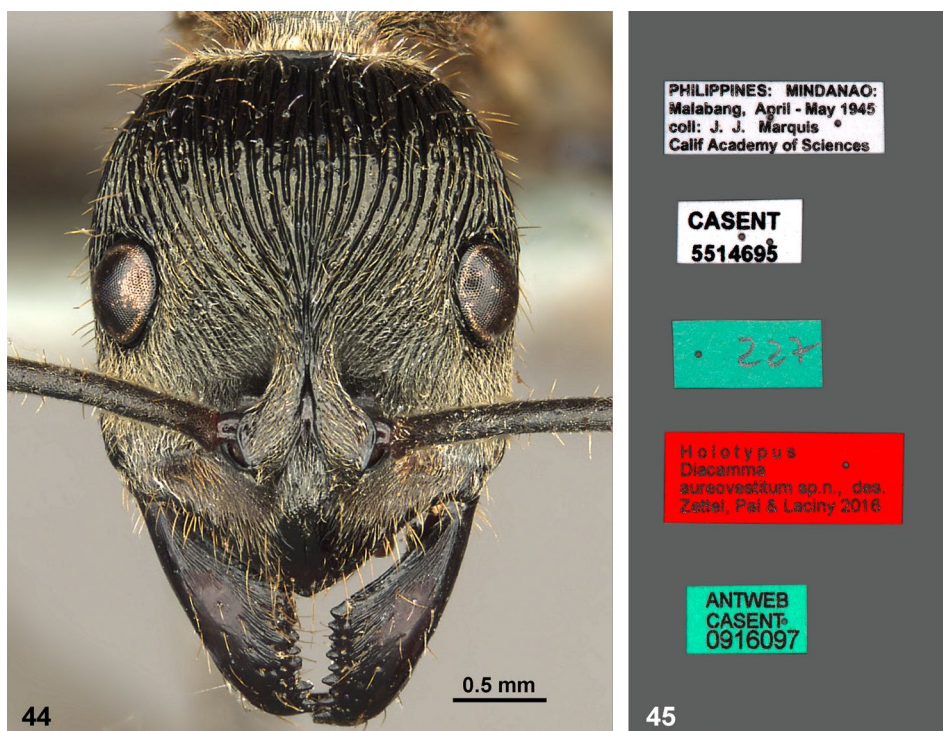 44
0.5 mm
PHILIPPINES: MINDANAO:
Malabang, April - May 1945
coll: J. J. Marquis
Calif Academy of Sciences
CASENT
5514695
227
Holotypus
Diacamma
aureovestitum sp.n., des.
Zettel, Pal & Laciny 2016
ANTWEB
CASENT
0916097
45